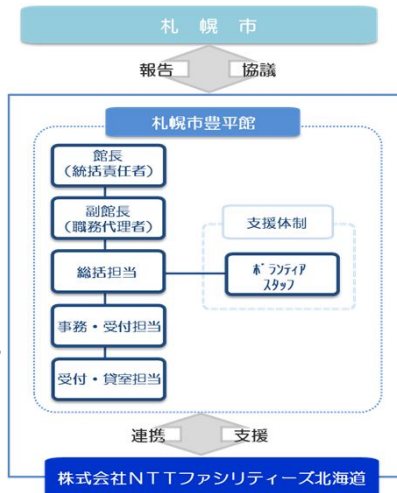 札 幌 市
報告 協議
札幌市豊平館
館長
(統括責任者)
副館長
(職務代理者)
支援体制
総括担当
ボランティア
スタッフ
事務・受付担当
受付・貸室担当
連携 支援
株式会社NTTファシリティーズ北海道